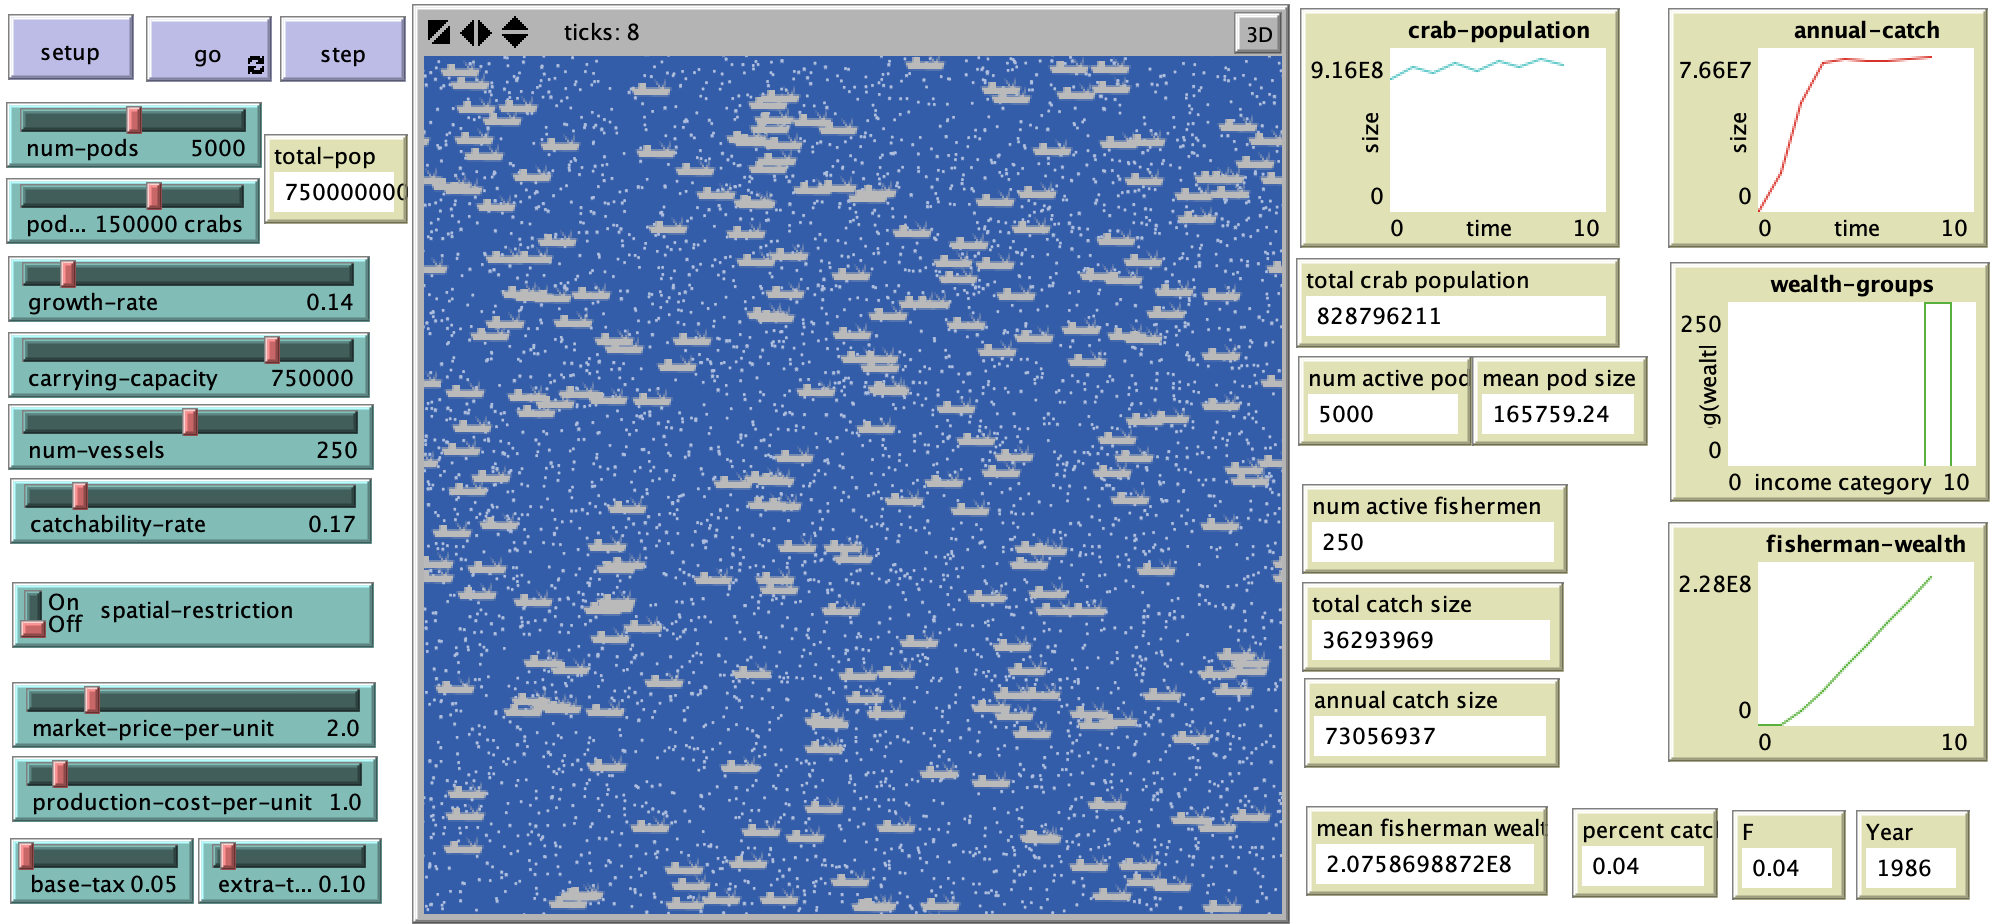 setup
go
step
num-pods 5000
total-pop
750000000
pod... 150000 crabs
growth-rate 0.14
carrying-capacity 750000
num-vessels 250
catchability-rate 0.17
On
Off
spatial-restriction
market-price-per-unit 2.0
production-cost-per-unit 1.0
base-tax 0.05
extra-t... 0.10
ticks: 8
3D
crab-population
9.16E8
size
0
0 time 10
total crab population
828796211
num active pod
5000
mean pod size
165759.24
num active fishermen
250
total catch size
36293969
annual catch size
73056937
mean fisherman wealt
2.0758698872E8
percent catc
0.04
F
0.04
Year
1986
annual-catch
7.66E7
size
0
0 time 10
wealth-groups
250
g(wealt
0
0 income category 10
fisherman-wealth
2.28E8
0
0 10